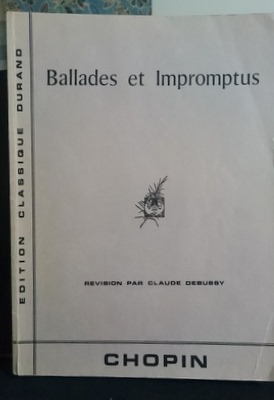 Ballades et Impromptus
EDITION CLASSIQUE DURAND
REVISION PAR CLAUDE DEBUSSY
CHOPIN